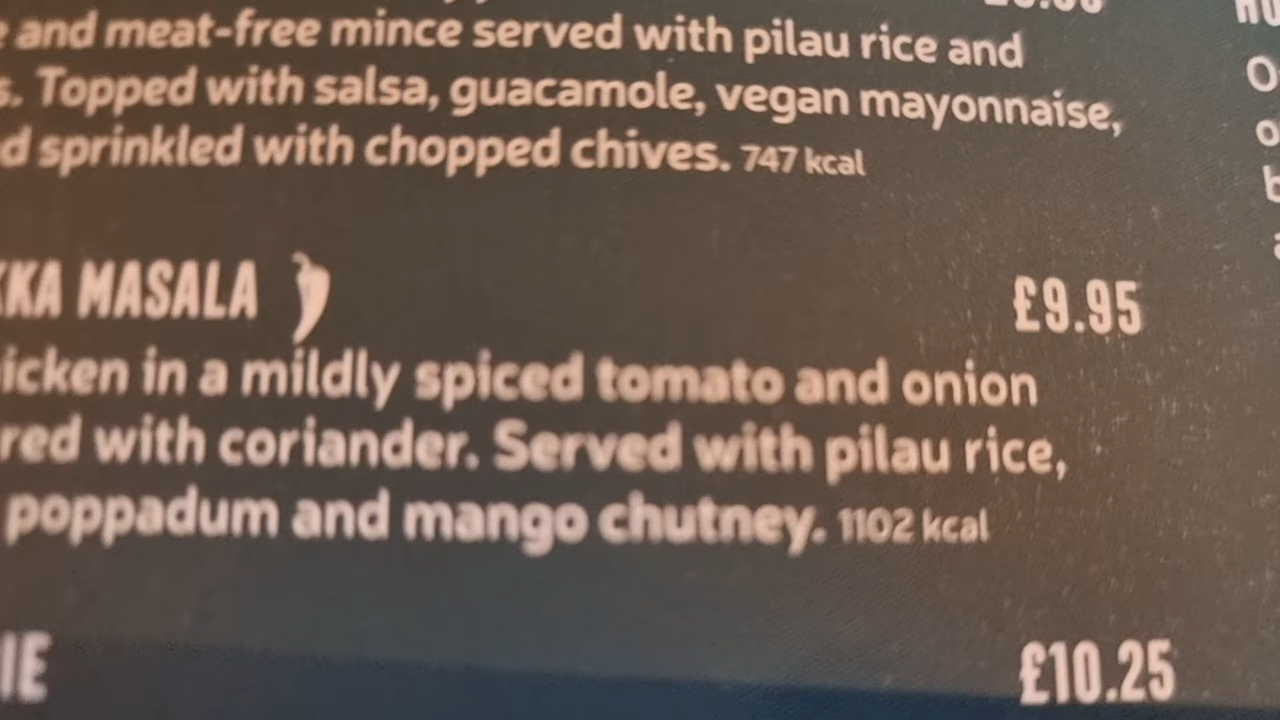 and meat-free mince served with pilau rice and
Topped with salsa, guacamole, vegan mayonnaise,
sprinkled with chopped chives. 747 kcal
MASALA £9.95
in a mildly spiced tomato and onion
with coriander. Served with pilau rice,
poppadum and mango chutney. 1102 kcal
£10.25